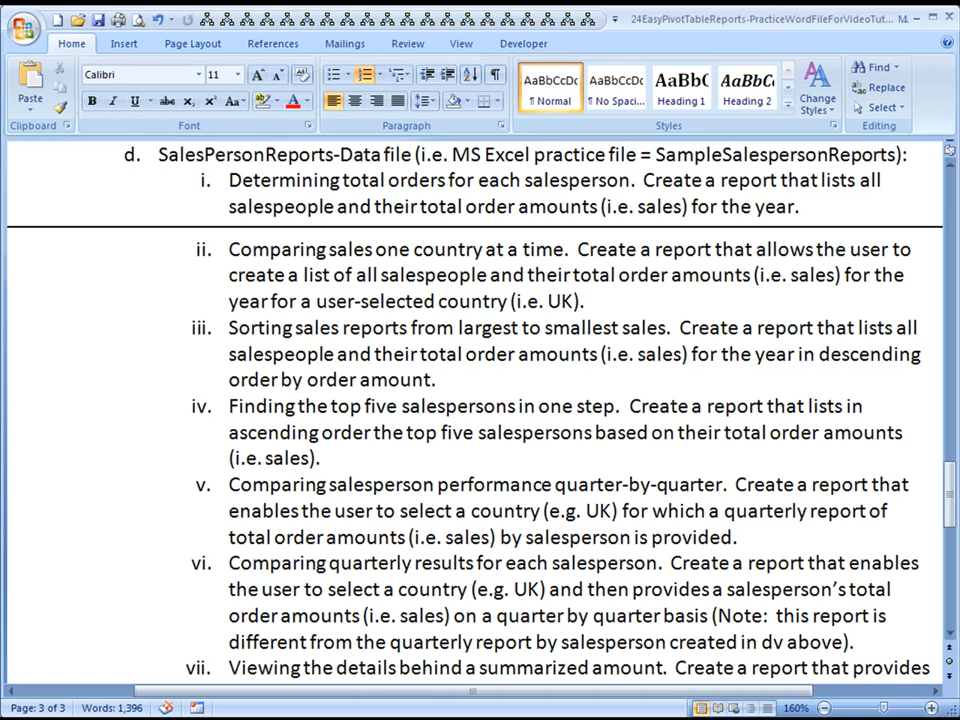 24EasyPivotTableReports-PracticeWordFileForVideoTut... M...
Home Insert Page Layout References Mailings Review View Developer
Calibri 11
Paste
B I U abc X₂ X² Aa A
AaBbCcDc AaBbCcDc AaBbC AaBbCc
¶ Normal ¶ No Spaci... Heading 1 Heading 2
Change Styles
Find
Replace
Select
Clipboard Font Paragraph Styles Editing
d. SalesPersonReports-Data file (i.e. MS Excel practice file = SampleSalespersonReports):
i. Determining total orders for each salesperson. Create a report that lists all
salespeople and their total order amounts (i.e. sales) for the year.
ii. Comparing sales one country at a time. Create a report that allows the user to
create a list of all salespeople and their total order amounts (i.e. sales) for the
year for a user-selected country (i.e. UK).
iii. Sorting sales reports from largest to smallest sales. Create a report that lists all
salespeople and their total order amounts (i.e. sales) for the year in descending
order by order amount.
iv. Finding the top five salespersons in one step. Create a report that lists in
ascending order the top five salespersons based on their total order amounts
(i.e. sales).
v. Comparing salesperson performance quarter-by-quarter. Create a report that
enables the user to select a country (e.g. UK) for which a quarterly report of
total order amounts (i.e. sales) by salesperson is provided.
vi. Comparing quarterly results for each salesperson. Create a report that enables
the user to select a country (e.g. UK) and then provides a salesperson's total
order amounts (i.e. sales) on a quarter by quarter basis (Note: this report is
different from the quarterly report by salesperson created in dv above).
vii. Viewing the details behind a summarized amount. Create a report that provides
Page: 3 of 3 Words: 1,396 160%